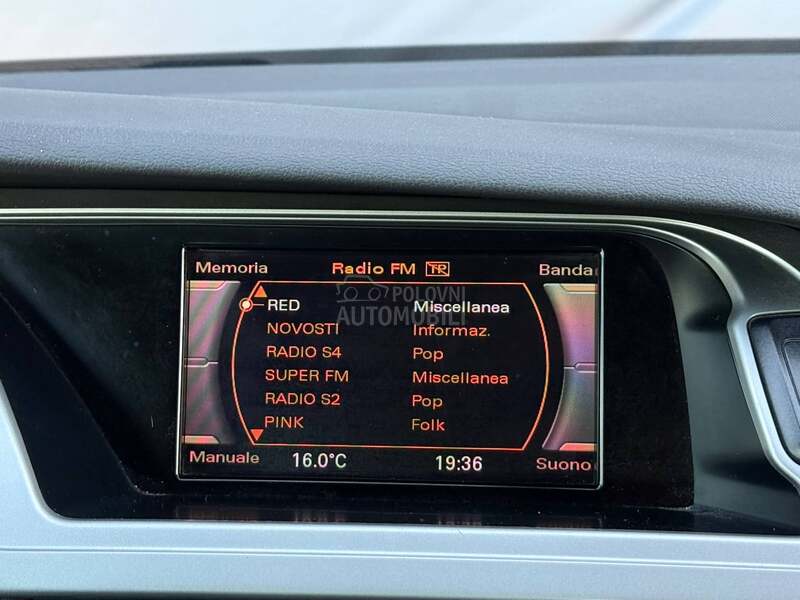 Memoria Radio FM TP Banda
RED Miscellanea
NOVOSTI Informaz.
RADIO S4 Pop
SUPER FM Miscellanea
RADIO S2 Pop
PINK Folk
Manuale 16.0°C 19:36 Suono
POLOVNI
AUTOMOBILI